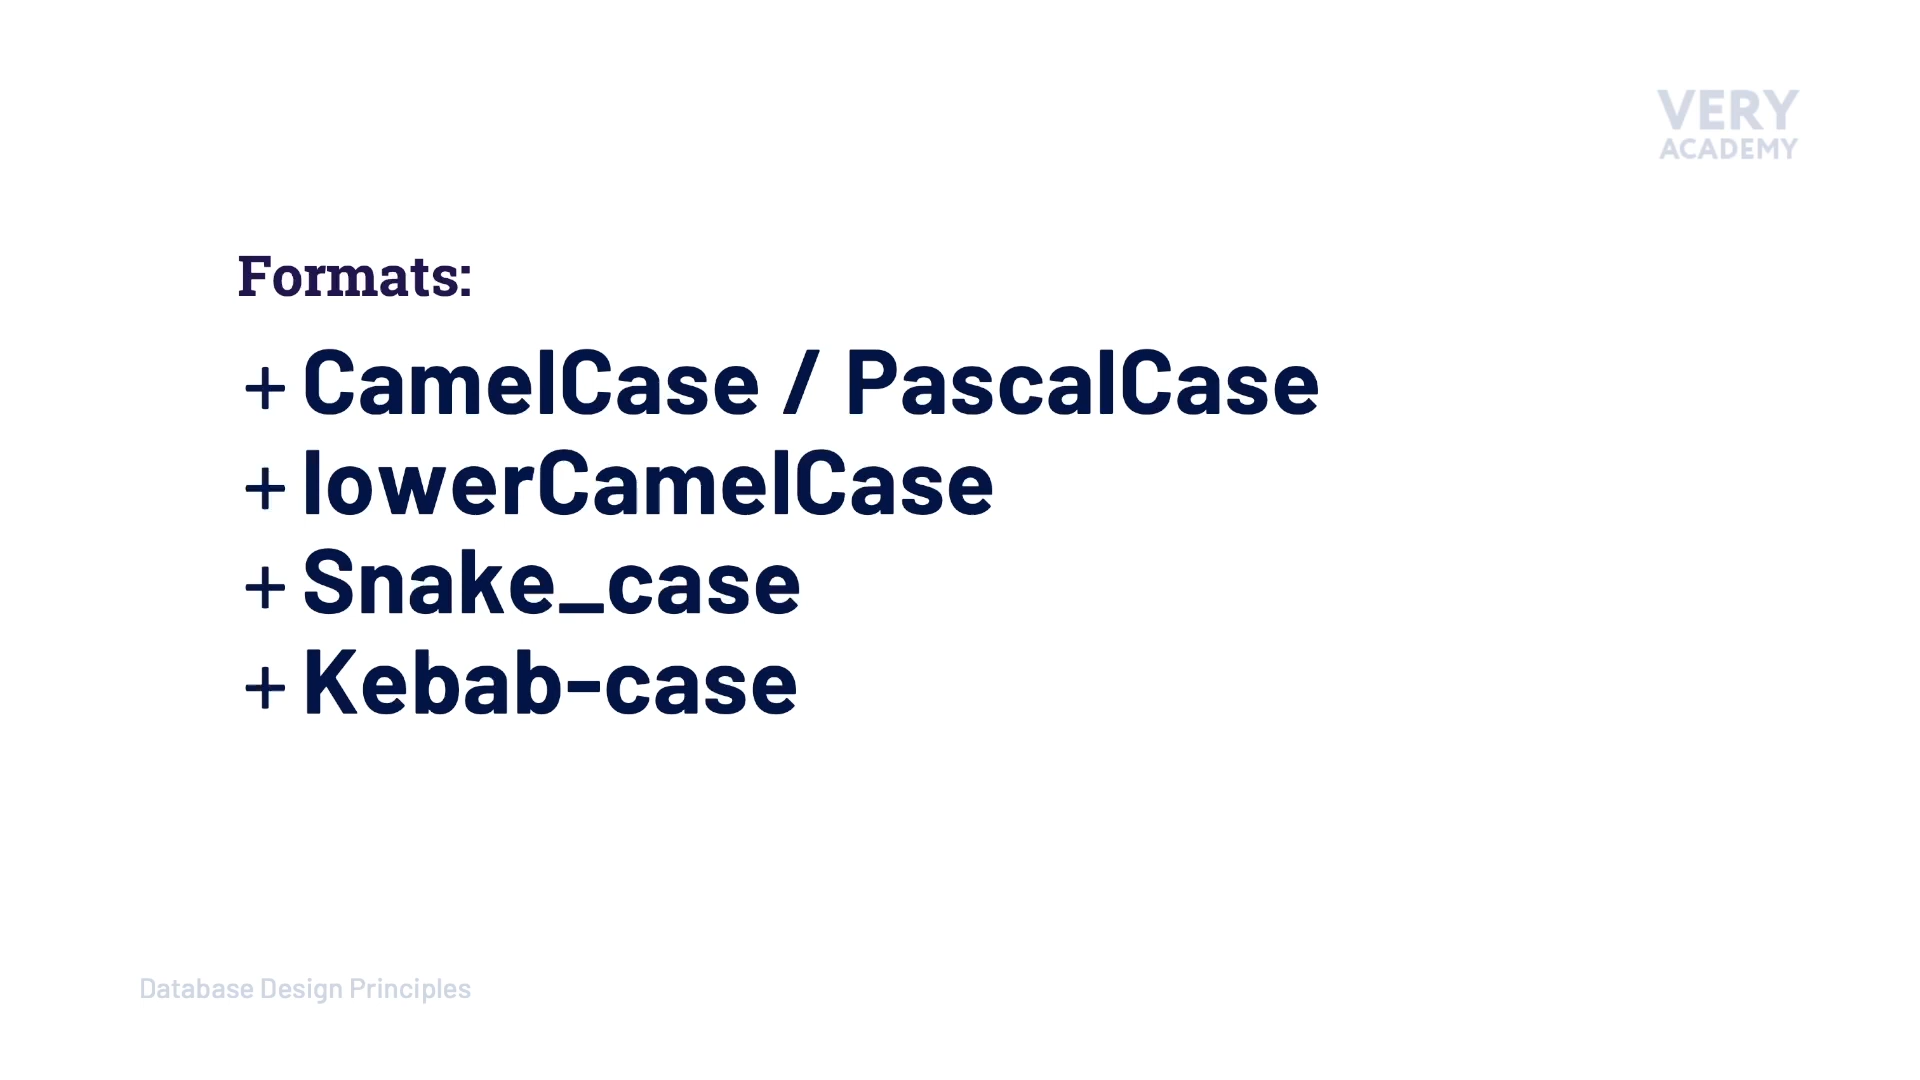 VERY
ACADEMY
Formats:
+ CamelCase / PascalCase
+ lowerCamelCase
+ Snake_case
+ Kebab-case
Database Design Principles